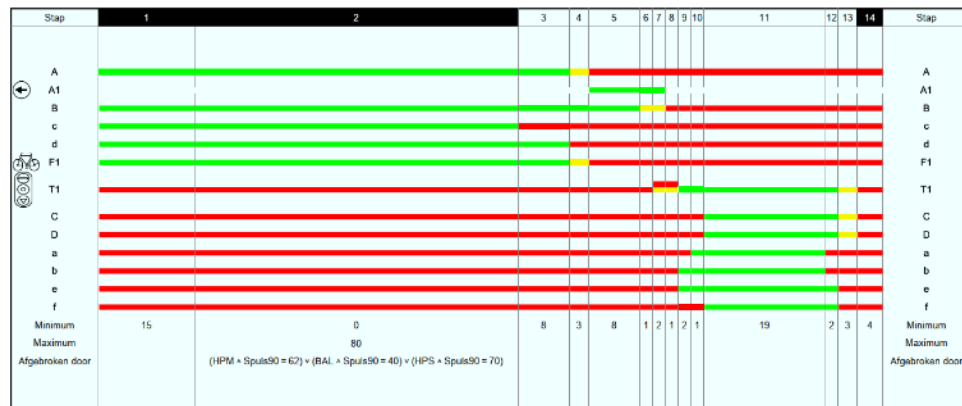 Stap 1 2 3 4 5 6 7 8 9 10 11 12 13 14 Stap
A A
A1 A1
B B
c c
d d
F1 F1
T1 T1
C C
D D
a a
b b
e e
f f
Minimum 15 0 8 3 8 1 2 1 2 1 19 2 3 4 Minimum
Maximum 80 Maximum
Afgebroken door (HPM ∧ Spuls90 = 62) ∨ (BAL ∧ Spuls90 = 40) ∨ (HPS ∧ Spuls90 = 70) Afgebroken door